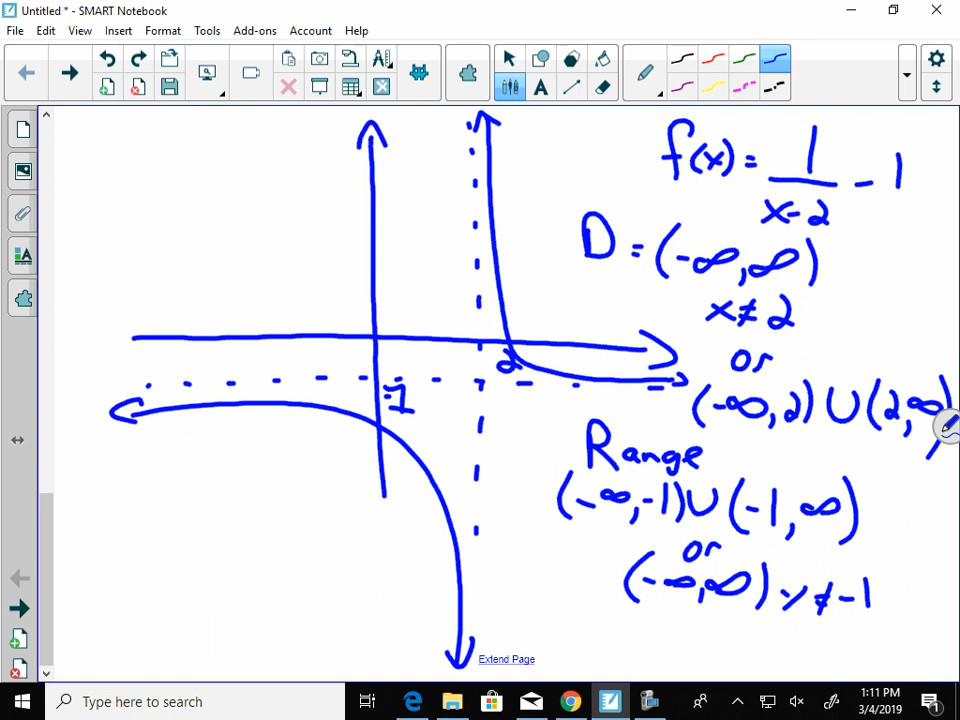 Untitled * - SMART Notebook
File Edit View Insert Format Tools Add-ons Account Help
f(x) = 1/(x-2) - 1
D = (-∞,∞)
x≠2
or
2
-1
(-∞,2)∪(2,∞)
Range
(-∞,-1)∪(-1,∞)
or
(-∞,∞) y≠-1
Extend Page
Type here to search
1:11 PM
3/4/2019
1